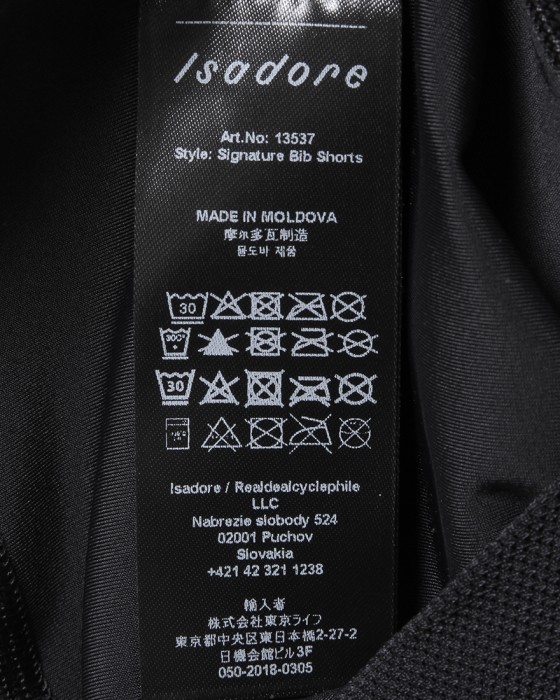 Isadore
Art.No: 13537
Style: Signature Bib Shorts
MADE IN MOLDOVA
摩尔多瓦制造
몰도바 제품
30
30
Isadore / Realdealcyclephile
LLC
Nabrezie slobody 524
02001 Puchov
Slovakia
+421 42 321 1238
輸入者
株式会社東京ライフ
東京都中央区東日本橋2-27-2
日機会館ビル3F
050-2018-0305